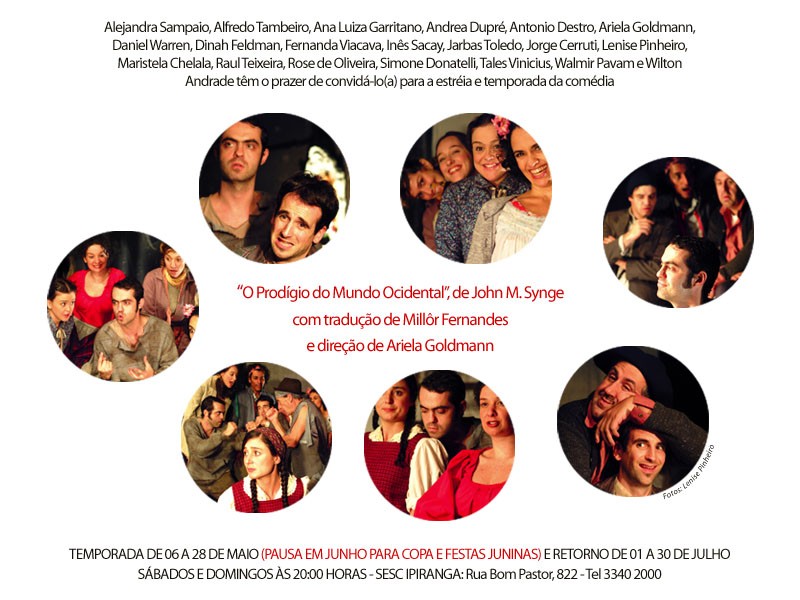 Alejandra Sampaio, Alfredo Tambeiro, Ana Luiza Garritano, Andrea Dupré, Antonio Destro, Ariela Goldmann,
Daniel Warren, Dinah Feldman, Fernanda Viacava, Inês Sacay, Jarbas Toledo, Jorge Cerruti, Lenise Pinheiro,
Maristela Chelala, Raul Teixeira, Rose de Oliveira, Simone Donatelli, Tales Vinicius, Walmir Pavam e Wilton
Andrade têm o prazer de convidá-lo(a) para a estréia e temporada da comédia
“O Prodígio do Mundo Ocidental”, de John M. Synge
com tradução de Millôr Fernandes
e direção de Ariela Goldmann
Fotos: Lenise Pinheiro
TEMPORADA DE 06 A 28 DE MAIO (PAUSA EM JUNHO PARA COPA E FESTAS JUNINAS) E RETORNO DE 01 A 30 DE JULHO
SÁBADOS E DOMINGOS ÀS 20:00 HORAS - SESC IPIRANGA: Rua Bom Pastor, 822 - Tel 3340 2000